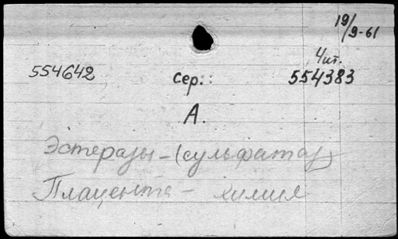 19/9-61
Чит.
554642 Сер.: 554383
А.
Эстеразы - (сульфатаз)
Плацента - химия